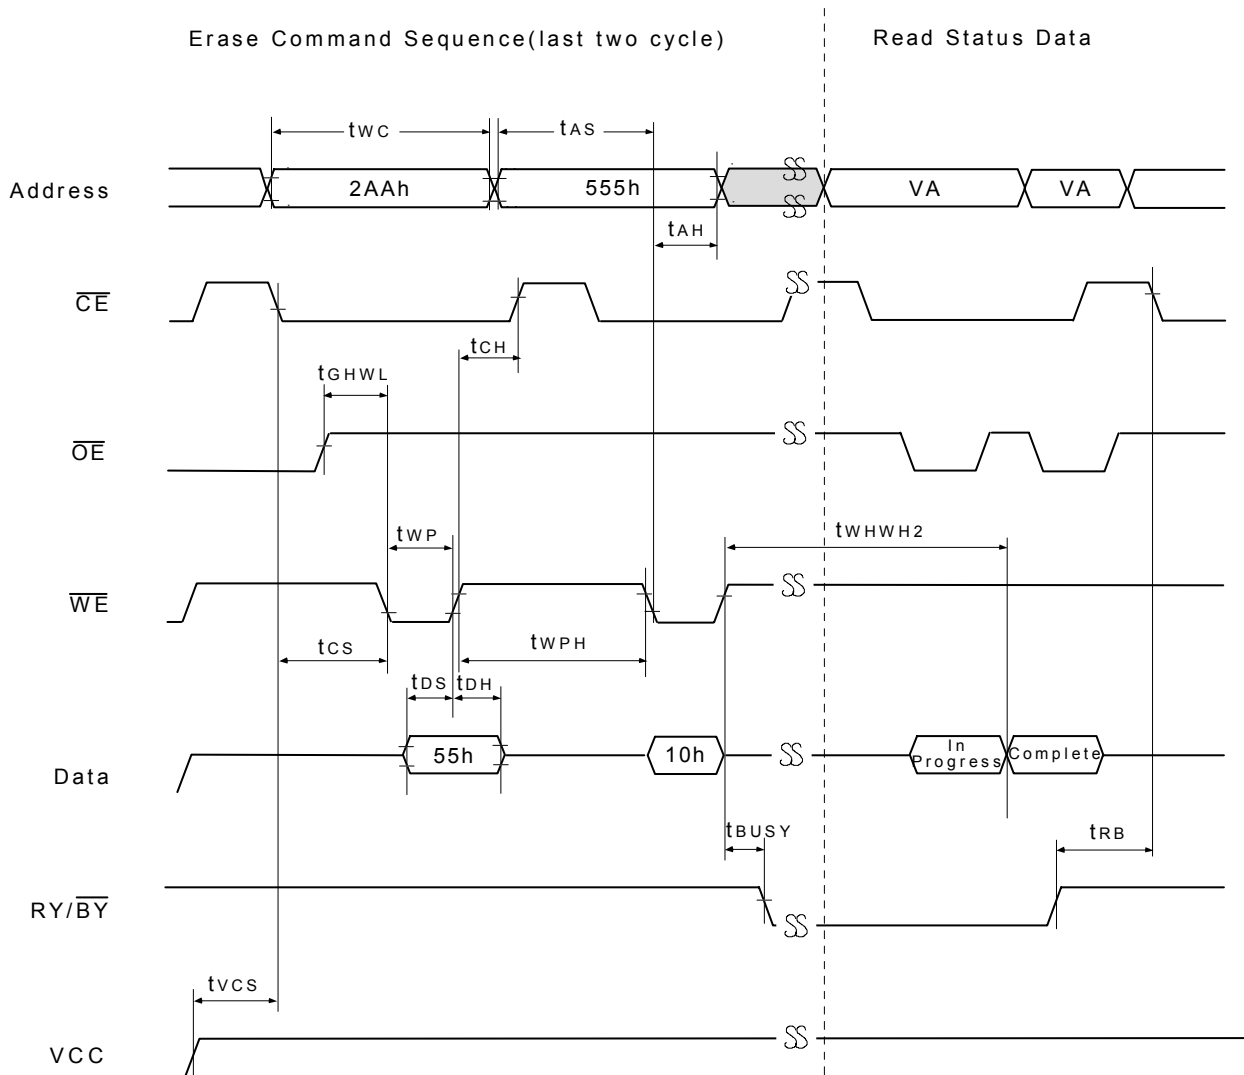 Erase Command Sequence(last two cycle) Read Status Data
tWC tAS
Address 2AAh 555h VA VA
tAH
CE
tCH
tGHWL
OE
tWP tWHWH2
WE
tCS tWPH
tDS tDH
Data 55h 10h In Progress Complete
tBUSY tRB
RY/BY
tVCS
VCC